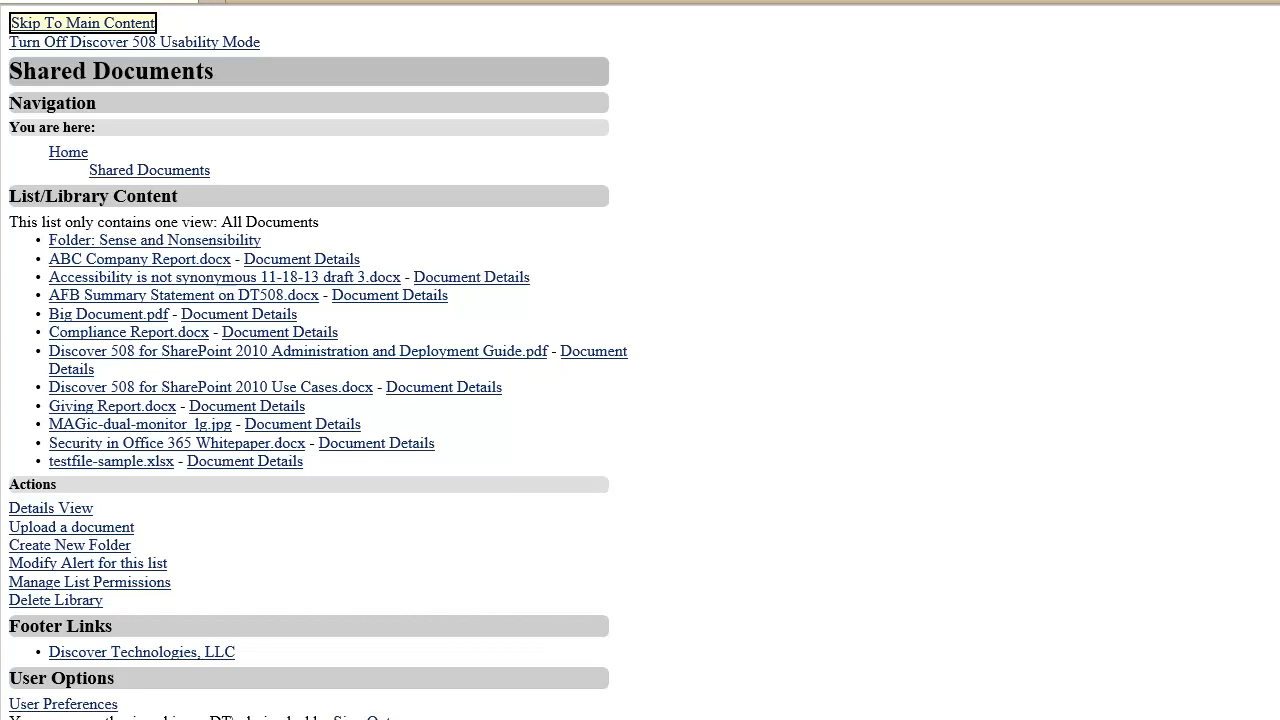 Skip To Main Content
Turn Off Discover 508 Usability Mode
Shared Documents
Navigation
You are here:
Home
Shared Documents
List/Library Content
This list only contains one view: All Documents
• Folder: Sense and Nonsensibility
• ABC Company Report.docx - Document Details
• Accessibility is not synonymous 11-18-13 draft 3.docx - Document Details
• AFB Summary Statement on DT508.docx - Document Details
• Big Document.pdf - Document Details
• Compliance Report.docx - Document Details
• Discover 508 for SharePoint 2010 Administration and Deployment Guide.pdf - Document
Details
• Discover 508 for SharePoint 2010 Use Cases.docx - Document Details
• Giving Report.docx - Document Details
• MAGic-dual-monitor_lg.jpg - Document Details
• Security in Office 365 Whitepaper.docx - Document Details
• testfile-sample.xlsx - Document Details
Actions
Details View
Upload a document
Create New Folder
Modify Alert for this list
Manage List Permissions
Delete Library
Footer Links
• Discover Technologies, LLC
User Options
User Preferences